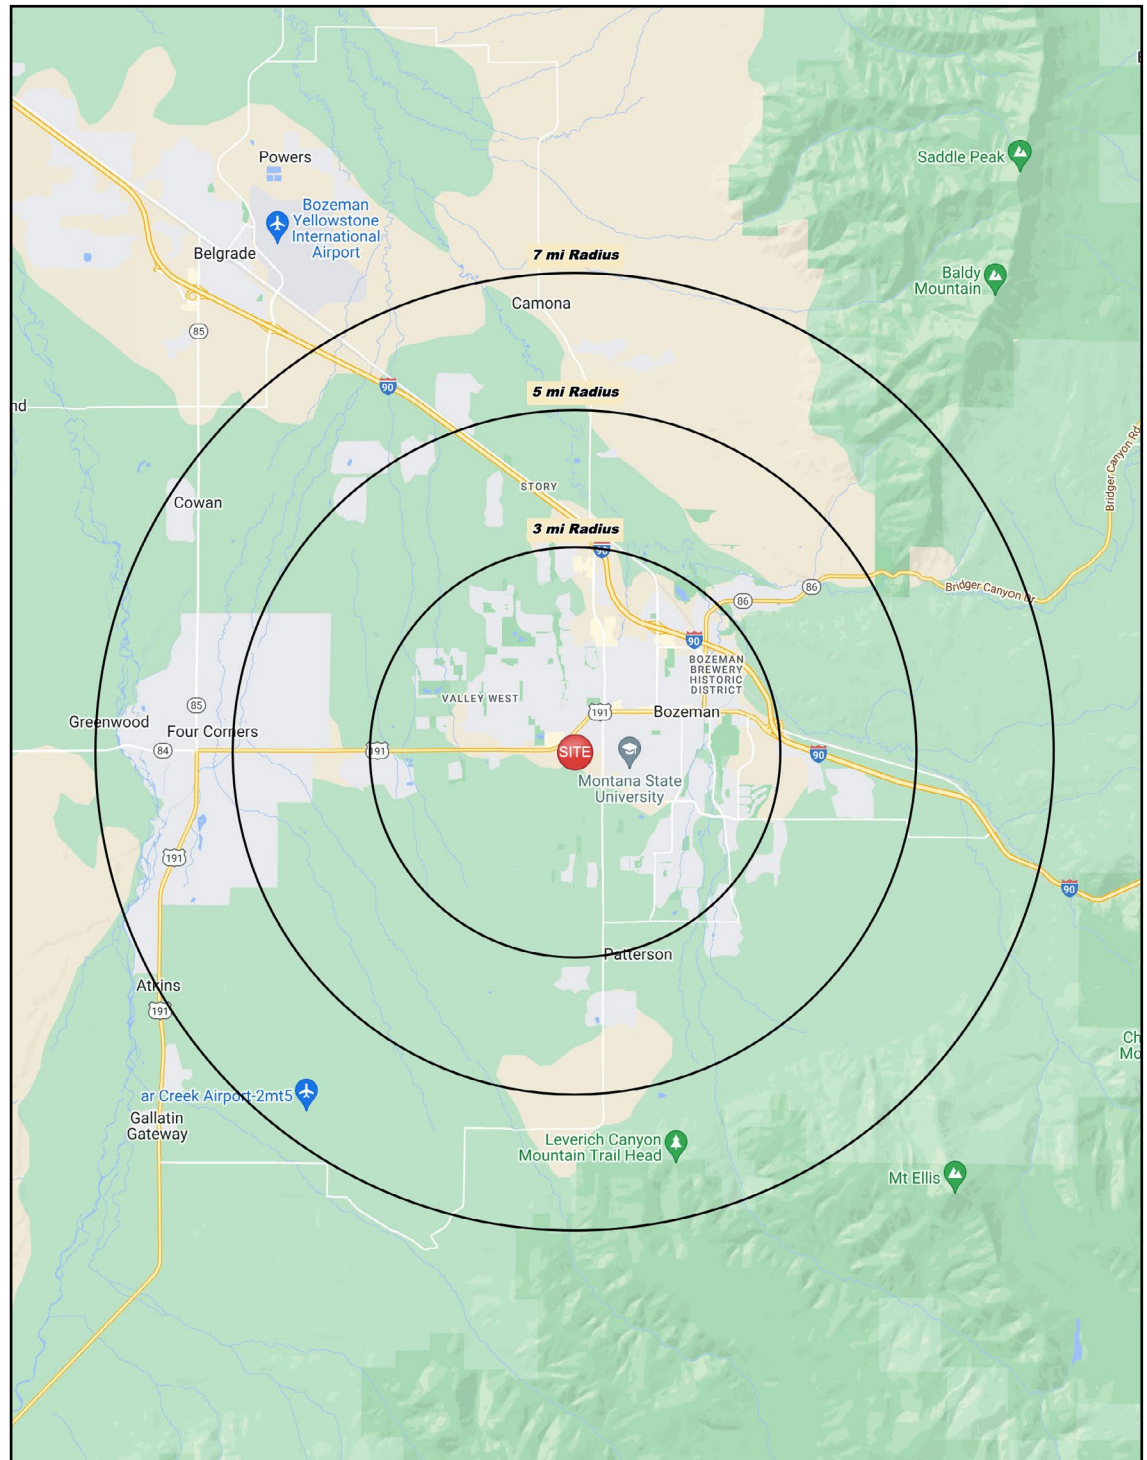 Saddle Peak
Powers
Bozeman
Yellowstone
International
Airport
Belgrade
7 mi Radius
Baldy
Mountain
Camona
85
90
5 mi Radius
nd
Bridger Canyon Rd
STORY
Cowan
3 mi Radius
90
86
86
Bridger Canyon Dr
90
BOZEMAN
BREWERY
HISTORIC
DISTRICT
VALLEY WEST
85
191
Bozeman
Greenwood
Four Corners
84
191
SITE
90
Montana State
University
191
90
Patterson
Atkins
191
Ch
Mo
ar Creek Airport-2mt5
Gallatin
Gateway
Leverich Canyon
Mountain Trail Head
Mt Ellis